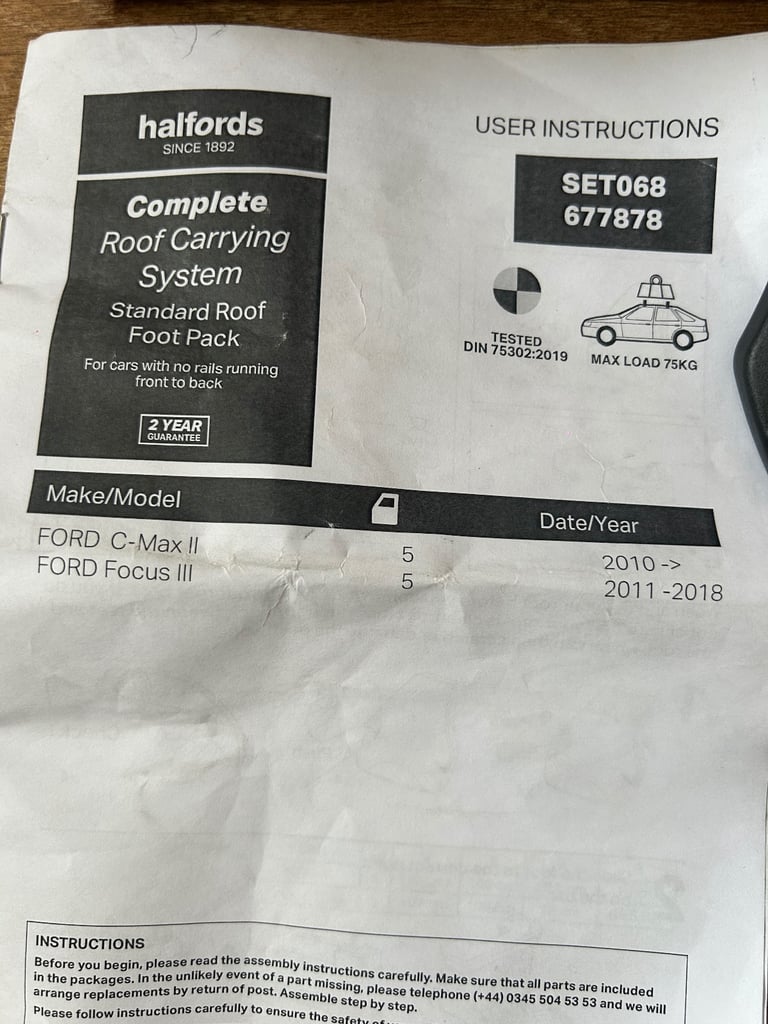 halfords
SINCE 1892
Complete
Roof Carrying
System
Standard Roof
Foot Pack
For cars with no rails running
front to back
2 YEAR
GUARANTEE
USER INSTRUCTIONS
SET068
677878
TESTED
DIN 75302:2019
MAX LOAD 75KG
Make/Model Date/Year
FORD C-Max II 5 2010 ->
FORD Focus III 5 2011 -2018
INSTRUCTIONS
Before you begin, please read the assembly instructions carefully. Make sure that all parts are included
in the packages. In the unlikely event of a part missing, please telephone (+44) 0345 504 53 53 and we will
arrange replacements by return of post. Assemble step by step.
Please follow instructions carefully to ensure the safety of